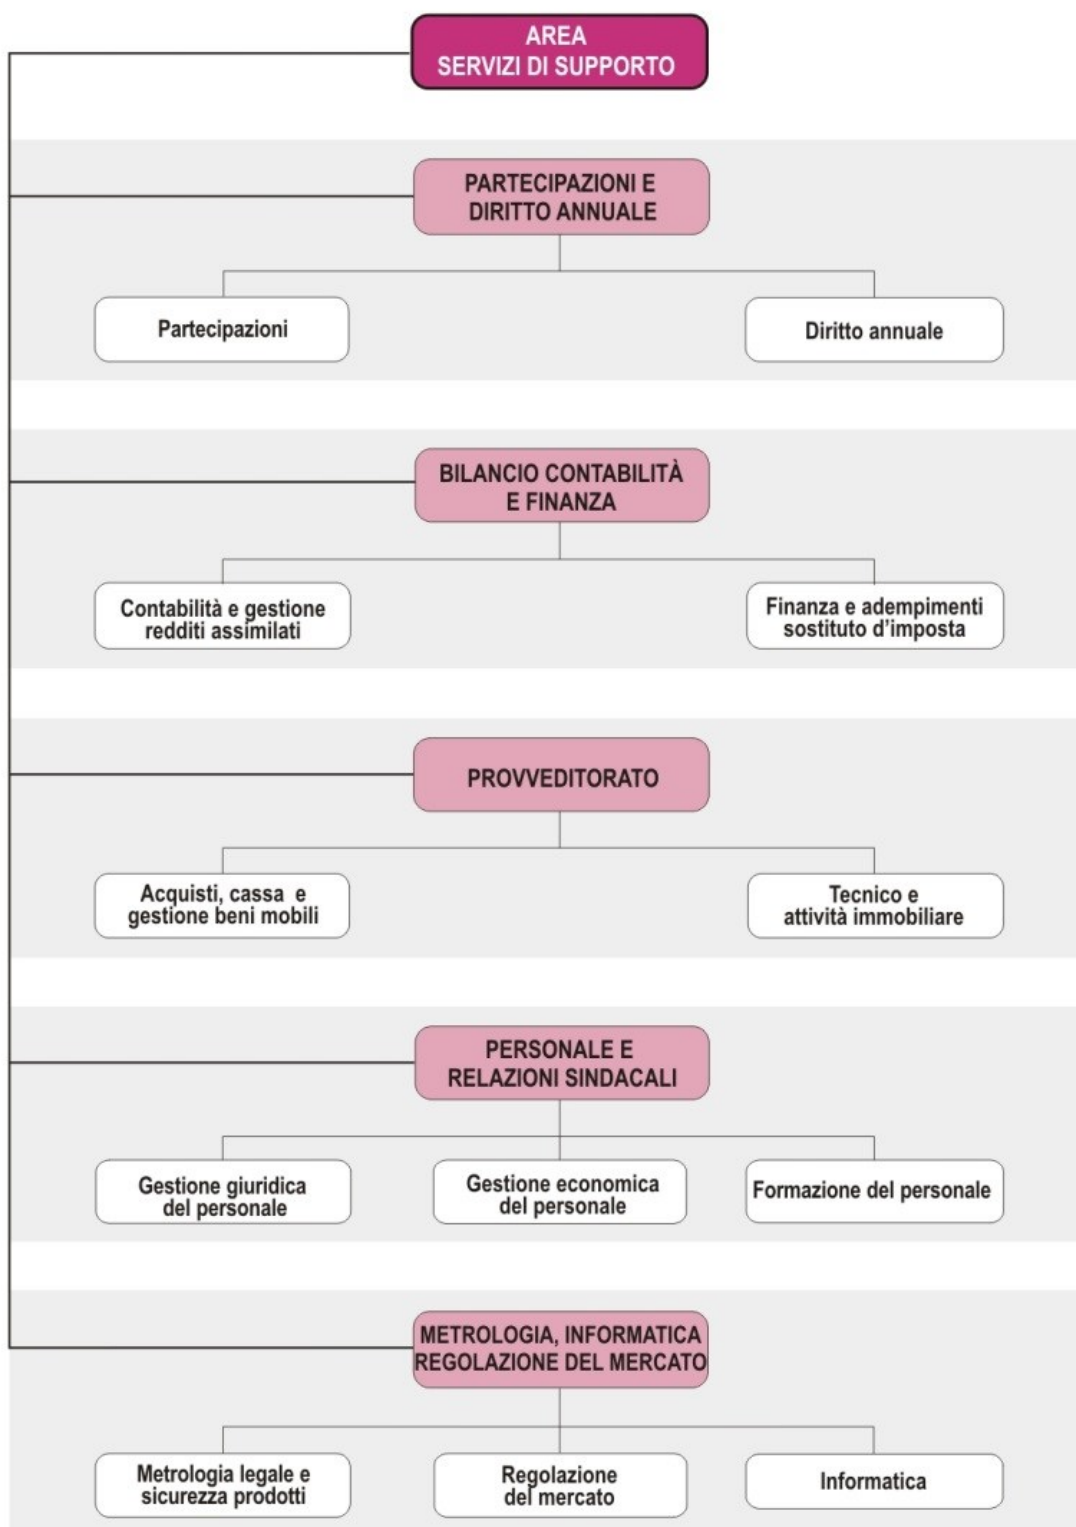 AREA
SERVIZI DI SUPPORTO
PARTECIPAZIONI E
DIRITTO ANNUALE
Partecipazioni
Diritto annuale
BILANCIO CONTABILITÀ
E FINANZA
Contabilità e gestione
redditi assimilati
Finanza e adempimenti
sostituto d'imposta
PROVVEDITORATO
Acquisti, cassa e
gestione beni mobili
Tecnico e
attività immobiliare
PERSONALE E
RELAZIONI SINDACALI
Gestione giuridica
del personale
Gestione economica
del personale
Formazione del personale
METROLOGIA, INFORMATICA
REGOLAZIONE DEL MERCATO
Metrologia legale e
sicurezza prodotti
Regolazione
del mercato
Informatica